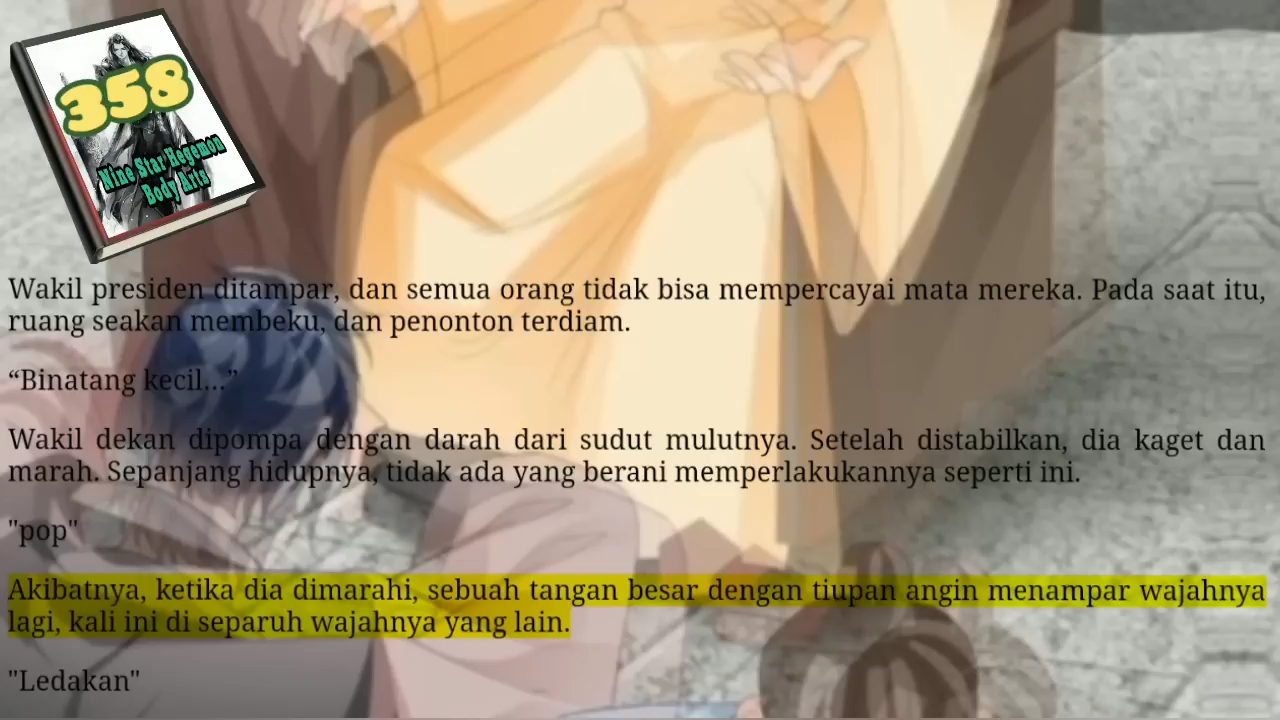 358
Nine Star Hegemon
Body Arts
Wakil presiden ditampar, dan semua orang tidak bisa mempercayai mata mereka. Pada saat itu,
ruang seakan membeku, dan penonton terdiam.
“Binatang kecil...”
Wakil dekan dipompa dengan darah dari sudut mulutnya. Setelah distabilkan, dia kaget dan
marah. Sepanjang hidupnya, tidak ada yang berani memperlakukannya seperti ini.
"pop"
Akibatnya, ketika dia dimarahi, sebuah tangan besar dengan tiupan angin menampar wajahnya
lagi, kali ini di separuh wajahnya yang lain.
"Ledakan"